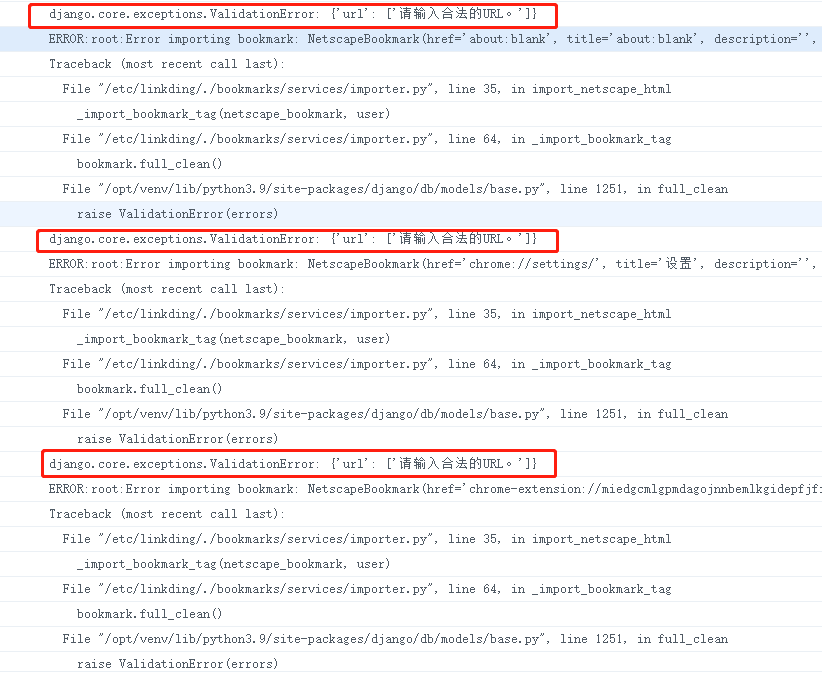 django.core.exceptions.ValidationError: {'url': ['请输入合法的URL。']}
ERROR:root:Error importing bookmark: NetscapeBookmark(href='about:blank', title='about:blank', description='',
Traceback (most recent call last):
File "/etc/linkding/./bookmarks/services/importer.py", line 35, in import_netscape_html
_import_bookmark_tag(netscape_bookmark, user)
File "/etc/linkding/./bookmarks/services/importer.py", line 64, in _import_bookmark_tag
bookmark.full_clean()
File "/opt/venv/lib/python3.9/site-packages/django/db/models/base.py", line 1251, in full_clean
raise ValidationError(errors)
django.core.exceptions.ValidationError: {'url': ['请输入合法的URL。']}
ERROR:root:Error importing bookmark: NetscapeBookmark(href='chrome://settings/', title='设置', description='',
Traceback (most recent call last):
File "/etc/linkding/./bookmarks/services/importer.py", line 35, in import_netscape_html
_import_bookmark_tag(netscape_bookmark, user)
File "/etc/linkding/./bookmarks/services/importer.py", line 64, in _import_bookmark_tag
bookmark.full_clean()
File "/opt/venv/lib/python3.9/site-packages/django/db/models/base.py", line 1251, in full_clean
raise ValidationError(errors)
django.core.exceptions.ValidationError: {'url': ['请输入合法的URL。']}
ERROR:root:Error importing bookmark: NetscapeBookmark(href='chrome-extension://miedgcmlgpmdagojnnbemlkgidepfjf
Traceback (most recent call last):
File "/etc/linkding/./bookmarks/services/importer.py", line 35, in import_netscape_html
_import_bookmark_tag(netscape_bookmark, user)
File "/etc/linkding/./bookmarks/services/importer.py", line 64, in _import_bookmark_tag
bookmark.full_clean()
File "/opt/venv/lib/python3.9/site-packages/django/db/models/base.py", line 1251, in full_clean
raise ValidationError(errors)